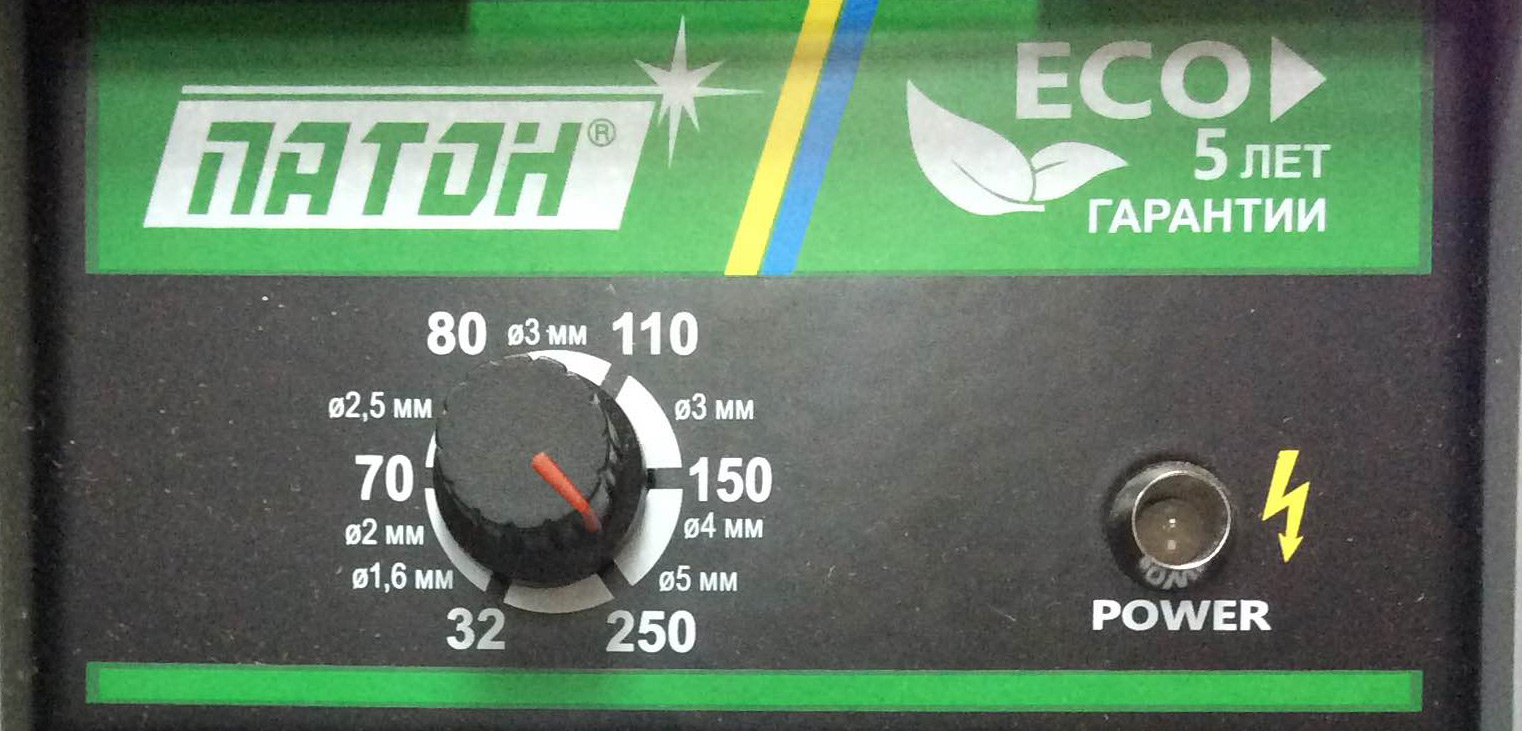 ПАТОН®
ECO
5 ЛЕТ
ГАРАНТИИ
80 ø3 мм 110
ø2,5 мм ø3 мм
70 150
ø2 мм ø4 мм
ø1,6 мм ø5 мм
32 250
POWER